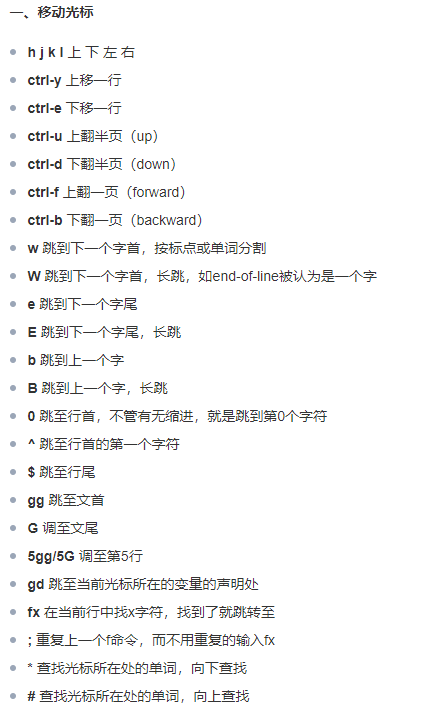 一、移动光标
h j k l 上 下 左 右
ctrl-y 上移一行
ctrl-e 下移一行
ctrl-u 上翻半页（up）
ctrl-d 下翻半页（down）
ctrl-f 上翻一页（forward）
ctrl-b 下翻一页（backward）
w 跳到下一个字首，按标点或单词分割
W 跳到下一个字首，长跳，如end-of-line被认为是一个字
e 跳到下一个字尾
E 跳到下一个字尾，长跳
b 跳到上一个字
B 跳到上一个字，长跳
0 跳至行首，不管有无缩进，就是跳到第0个字符
^ 跳至行首的第一个字符
$ 跳至行尾
gg 跳至文首
G 调至文尾
5gg/5G 调至第5行
gd 跳至当前光标所在的变量的声明处
fx 在当前行中找x字符，找到了就跳转至
; 重复上一个f命令，而不用重复的输入fx
* 查找光标所在处的单词，向下查找
# 查找光标所在处的单词，向上查找